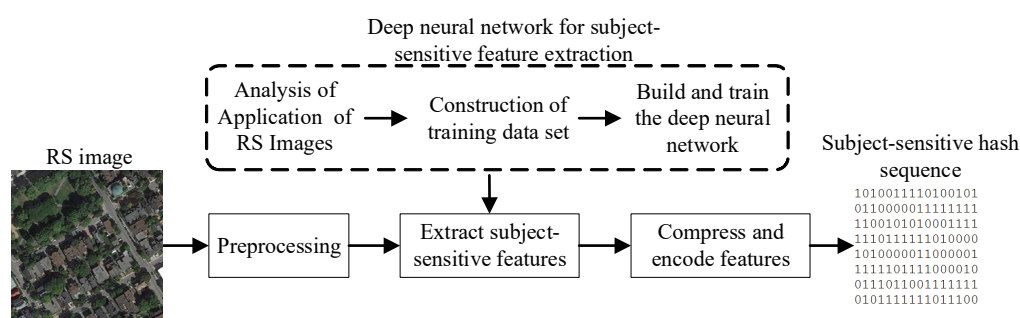 Deep neural network for subject-
sensitive feature extraction
Analysis of
Application of
RS Images
Construction of
training data set
Build and train
the deep neural
network
RS image
Preprocessing
Extract subject-
sensitive features
Compress and
encode features
Subject-sensitive hash
sequence
1010011110100101
0110000011111111
1100101010001111
1110111111010000
1010000011000001
1111101111000010
0111011001111111
0101111111011100